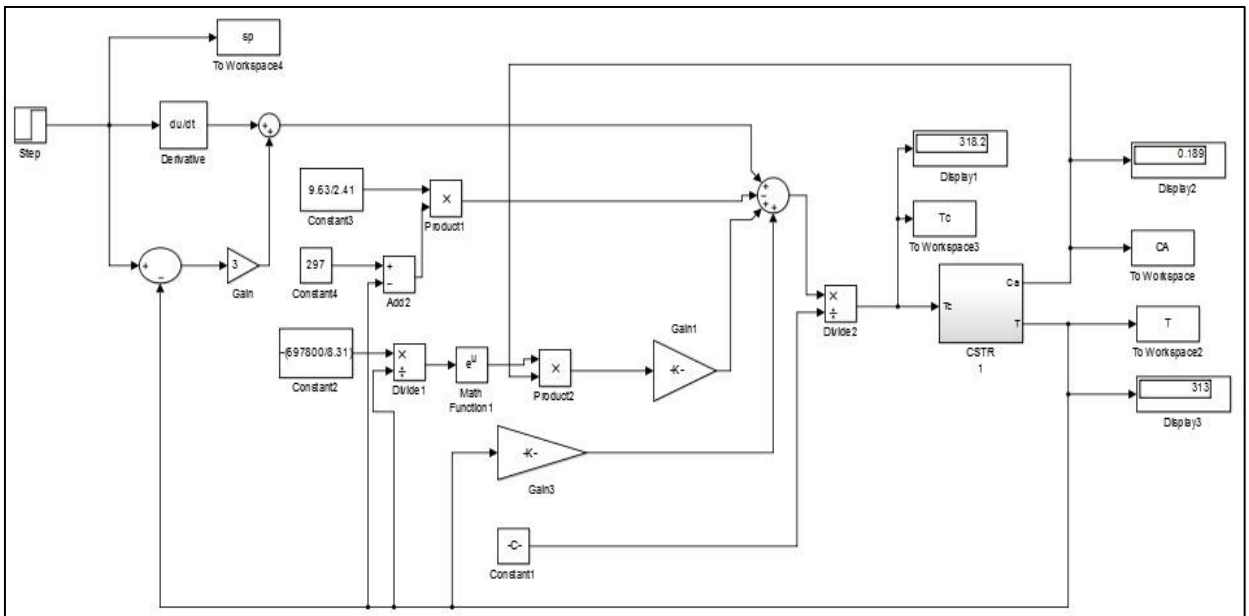 sp
To Workspace4
Step
du/dt
Derivative
+
+
318.2
Display1
0.189
Display2
9.63/2.41
Constant3
×
Product1
+
-
+
+
Tc
To Workspace3
CA
To Workspace
+
-
3
Gain
297
Constant4
+
-
Add2
×
÷
Divide2
Tc
Ca
T
CSTR
1
T
To Workspace2
-(697800/8.31)
Constant2
×
÷
Divide1
e^u
Math
Function1
×
Product2
Gain1
-K-
313
Display3
-K-
Gain3
-C-
Constant1